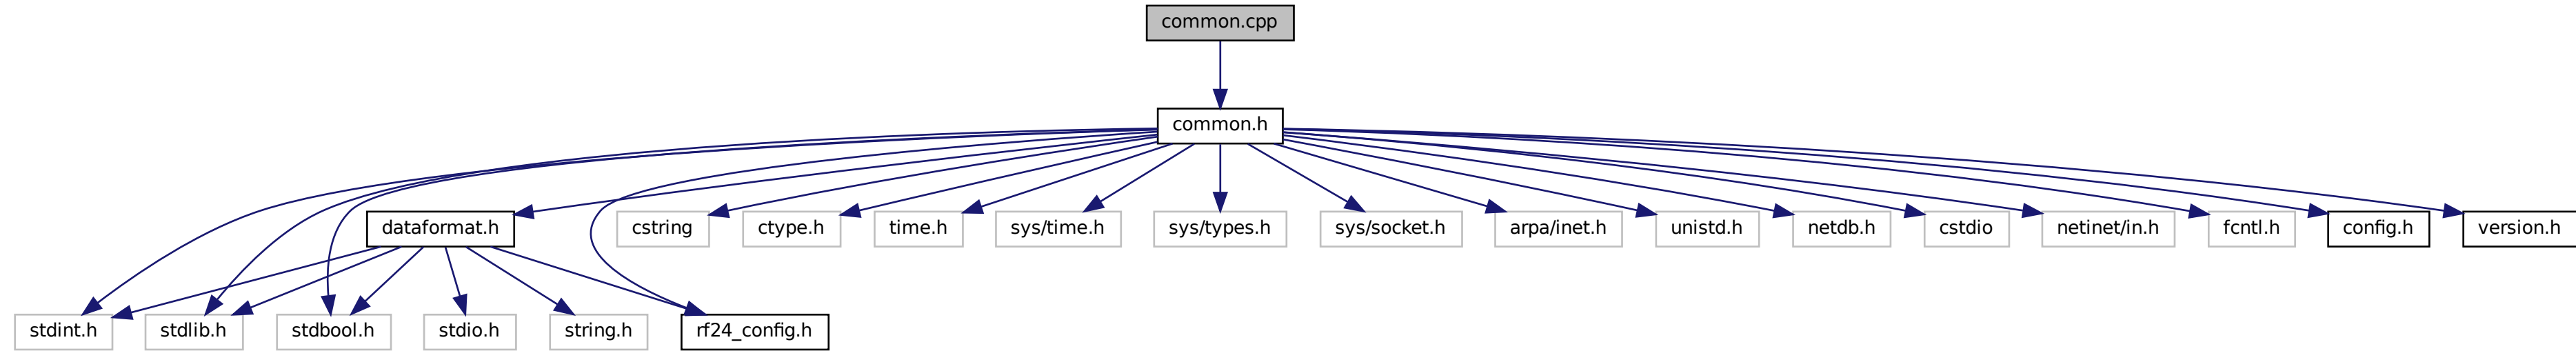 common.cpp
common.h
dataformat.h
cstring
ctype.h
time.h
sys/time.h
sys/types.h
sys/socket.h
arpa/inet.h
unistd.h
netdb.h
cstdio
netinet/in.h
fcntl.h
config.h
version.h
stdint.h
stdlib.h
stdbool.h
stdio.h
string.h
rf24_config.h